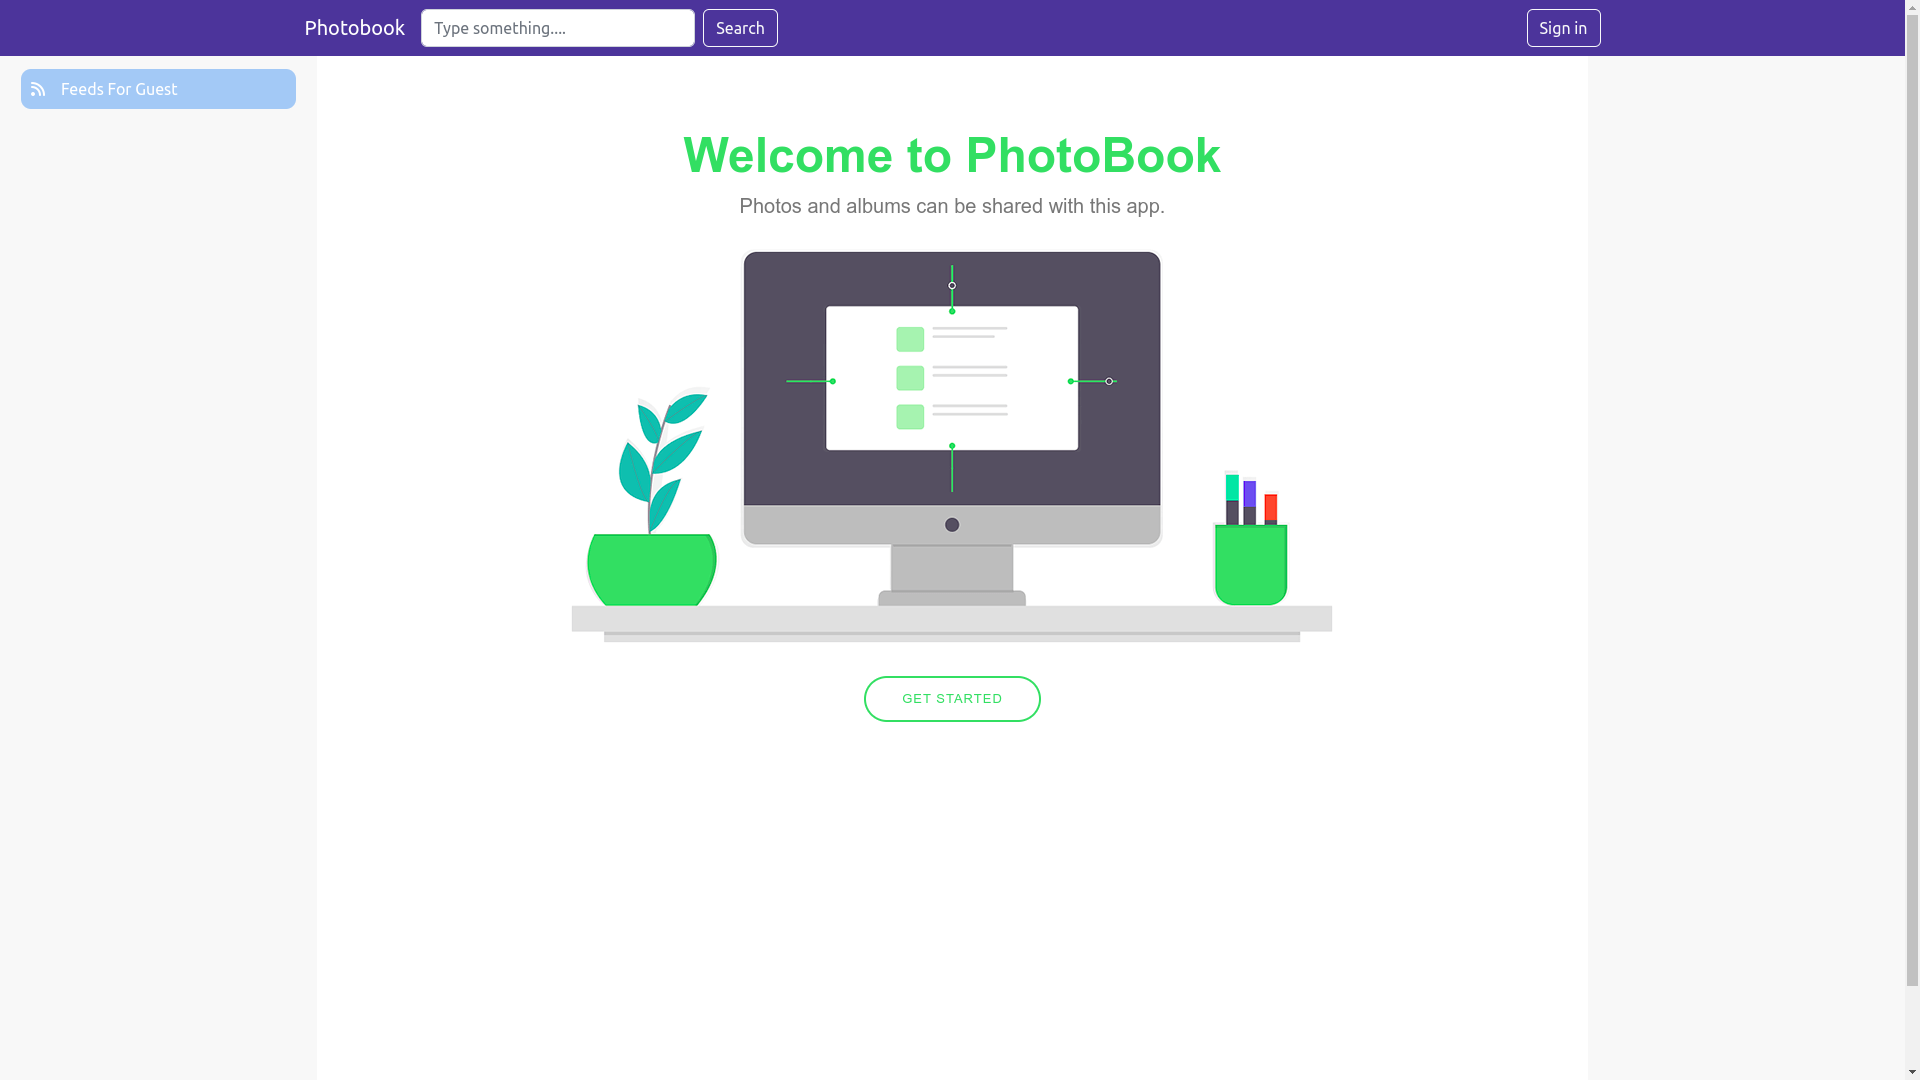 Photobook
Type something....
Search
Sign in
Feeds For Guest
Welcome to PhotoBook
Photos and albums can be shared with this app.
GET STARTED